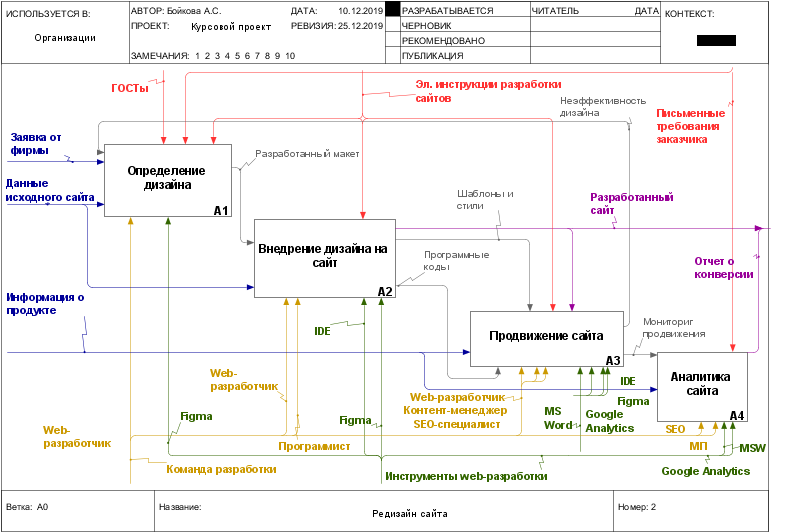 ИСПОЛЬЗУЕТСЯ В:
Организации
АВТОР: Бойкова А.С.
ДАТА: 10.12.2019
ПРОЕКТ: Курсовой проект
РЕВИЗИЯ: 25.12.2019
ЗАМЕЧАНИЯ: 1 2 3 4 5 6 7 8 9 10
РАЗРАБАТЫВАЕТСЯ
ЧЕРНОВИК
РЕКОМЕНДОВАНО
ПУБЛИКАЦИЯ
ЧИТАТЕЛЬ
ДАТА
КОНТЕКСТ:
ГОСТы
Эл. инструкции разработки
сайтов
Неэффективность
дизайна
Письменные
требования
заказчика
Заявка от
фирмы
Данные
исходного сайта
Определение
дизайна
A1
Разработанный макет
Шаблоны и
стили
Разработанный
сайт
Внедрение дизайна на
сайт
A2
Программные
коды
Отчет о
конверсии
Информация о
продукте
IDE
Продвижение сайта
A3
Мониториг
продвижения
Аналитика
сайта
A4
Web-
разработчик
Figma
Web-
разработчик
Программист
Figma
Web-разработчик
Контент-менеджер
SEO-специалист
MS
Word
Google
Analytics
IDE
Figma
SEO
МП
MSW
Команда разработки
Инструменты web-разработки
Google Analytics
Ветка: A0
Название:
Редизайн сайта
Номер: 2